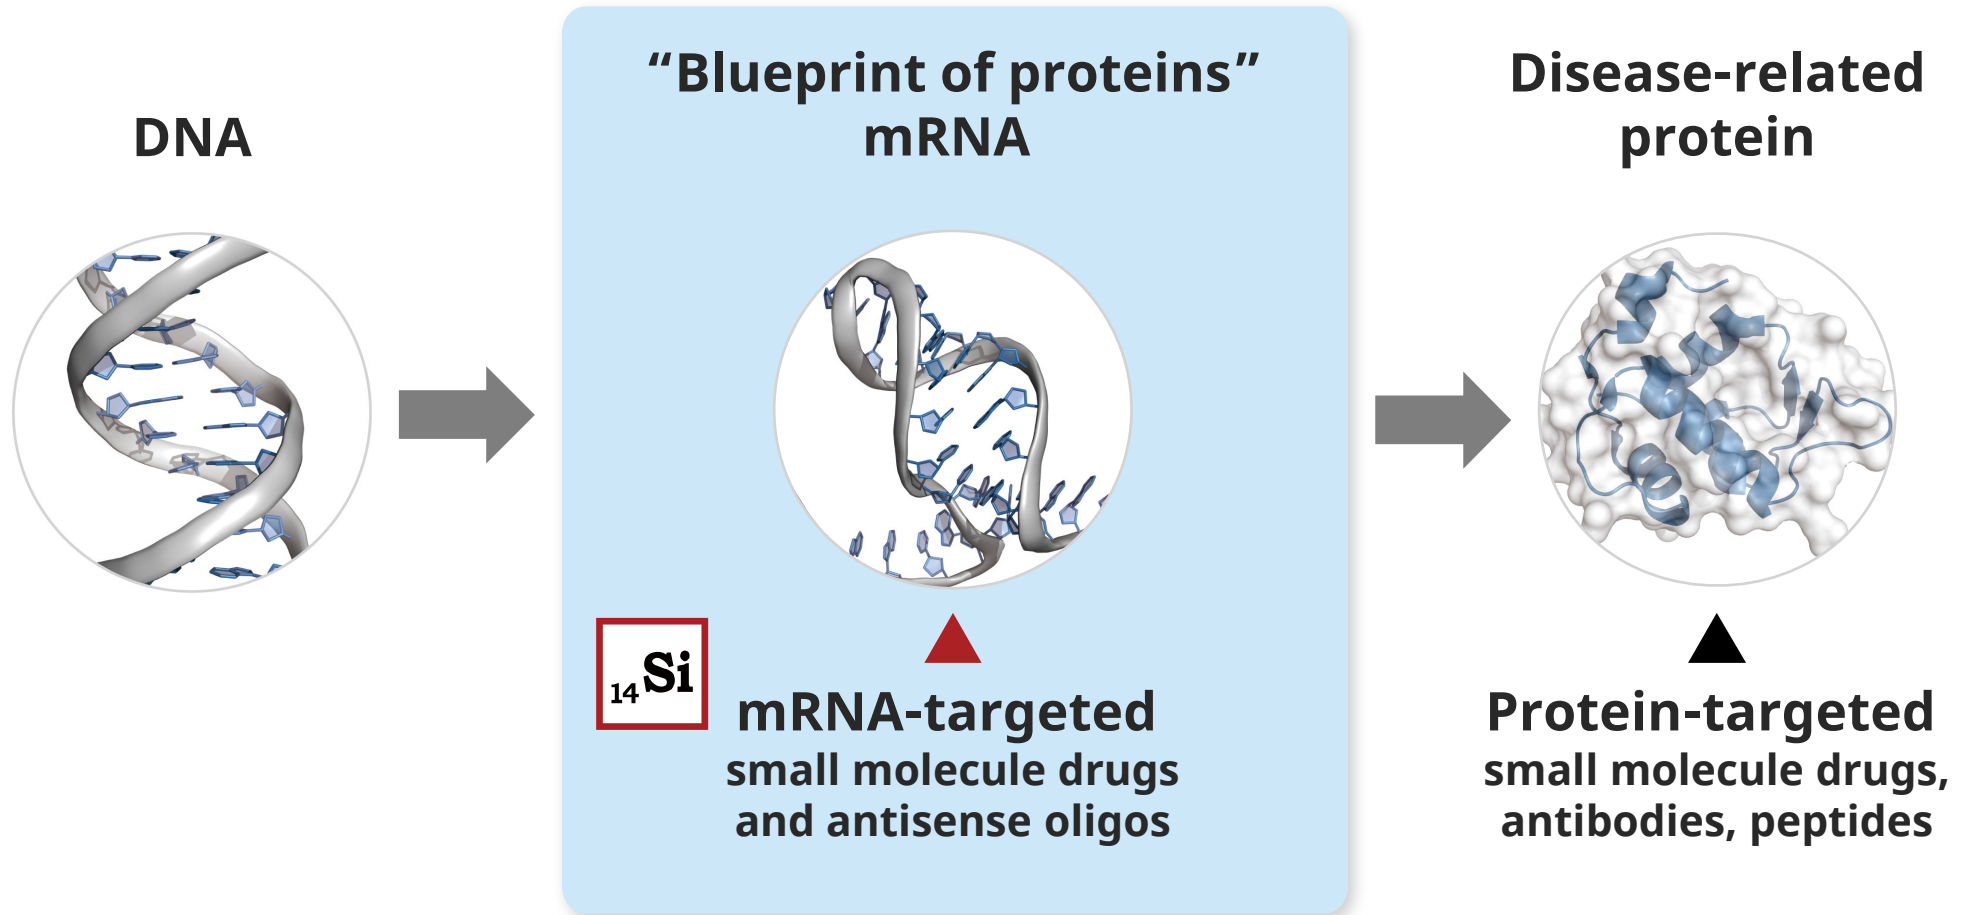 DNA
“Blueprint of proteins”
mRNA
Disease-related
protein
14Si
mRNA-targeted
small molecule drugs
and antisense oligos
Protein-targeted
small molecule drugs,
antibodies, peptides